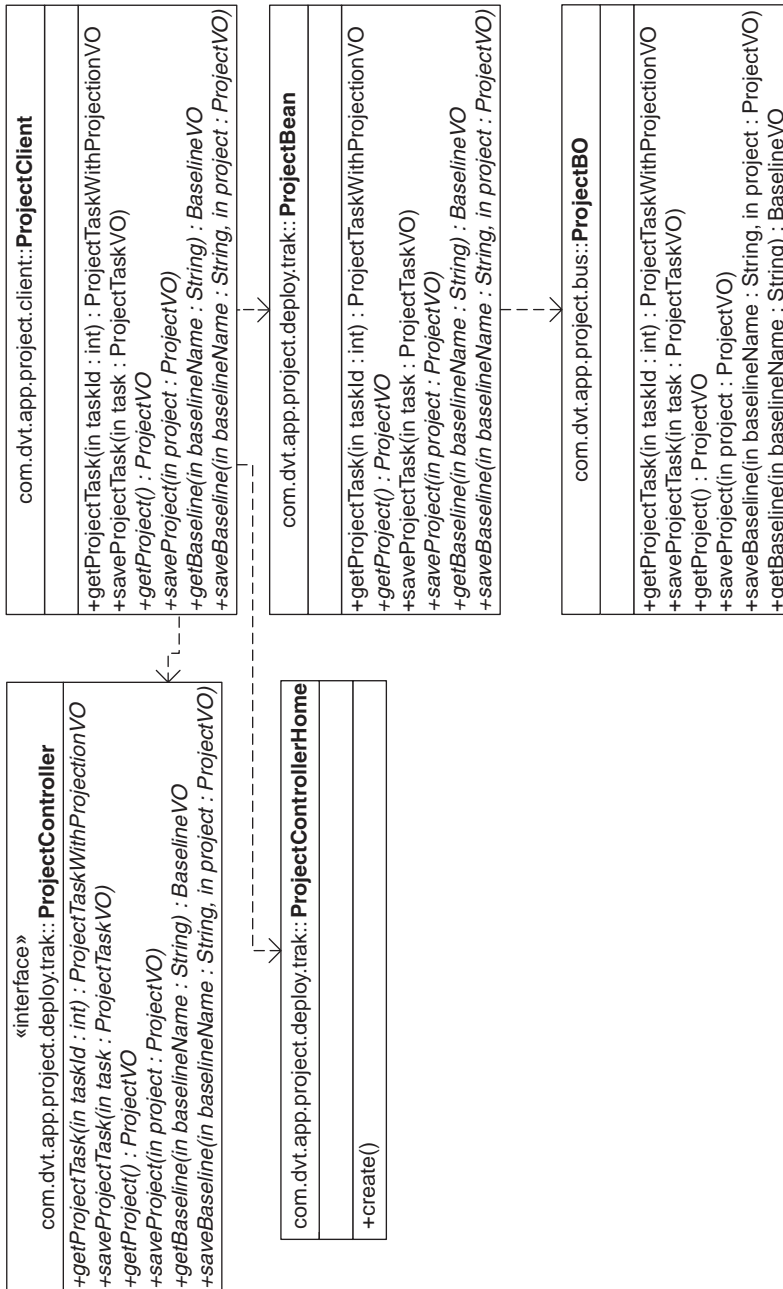 «interface»
com.dvt.app.project.deploy.trak::ProjectController
+getProjectTask(in taskId : int) : ProjectTaskWithProjectionVO
+saveProjectTask(in task : ProjectTaskVO)
+getProject() : ProjectVO
+saveProject(in project : ProjectVO)
+getBaseline(in baselineName : String) : BaselineVO
+saveBaseline(in baselineName : String, in project : ProjectVO)
com.dvt.app.project.client::ProjectClient
+getProjectTask(in taskId : int) : ProjectTaskWithProjectionVO
+saveProjectTask(in task : ProjectTaskVO)
+getProject() : ProjectVO
+saveProject(in project : ProjectVO)
+getBaseline(in baselineName : String) : BaselineVO
+saveBaseline(in baselineName : String, in project : ProjectVO)
com.dvt.app.project.deploy.trak::ProjectControllerHome
+create()
com.dvt.app.project.deploy.trak::ProjectBean
+getProjectTask(in taskId : int) : ProjectTaskWithProjectionVO
+getProject() : ProjectVO
+saveProjectTask(in task : ProjectTaskVO)
+saveProject(in project : ProjectVO)
+getBaseline(in baselineName : String) : BaselineVO
+saveBaseline(in baselineName : String, in project : ProjectVO)
com.dvt.app.project.bus::ProjectBO
+getProjectTask(in taskId : int) : ProjectTaskWithProjectionVO
+saveProjectTask(in task : ProjectTaskVO)
+getProject() : ProjectVO
+saveProject(in project : ProjectVO)
+saveBaseline(in baselineName : String, in project : ProjectVO)
+getBaseline(in baselineName : String) : BaselineVO